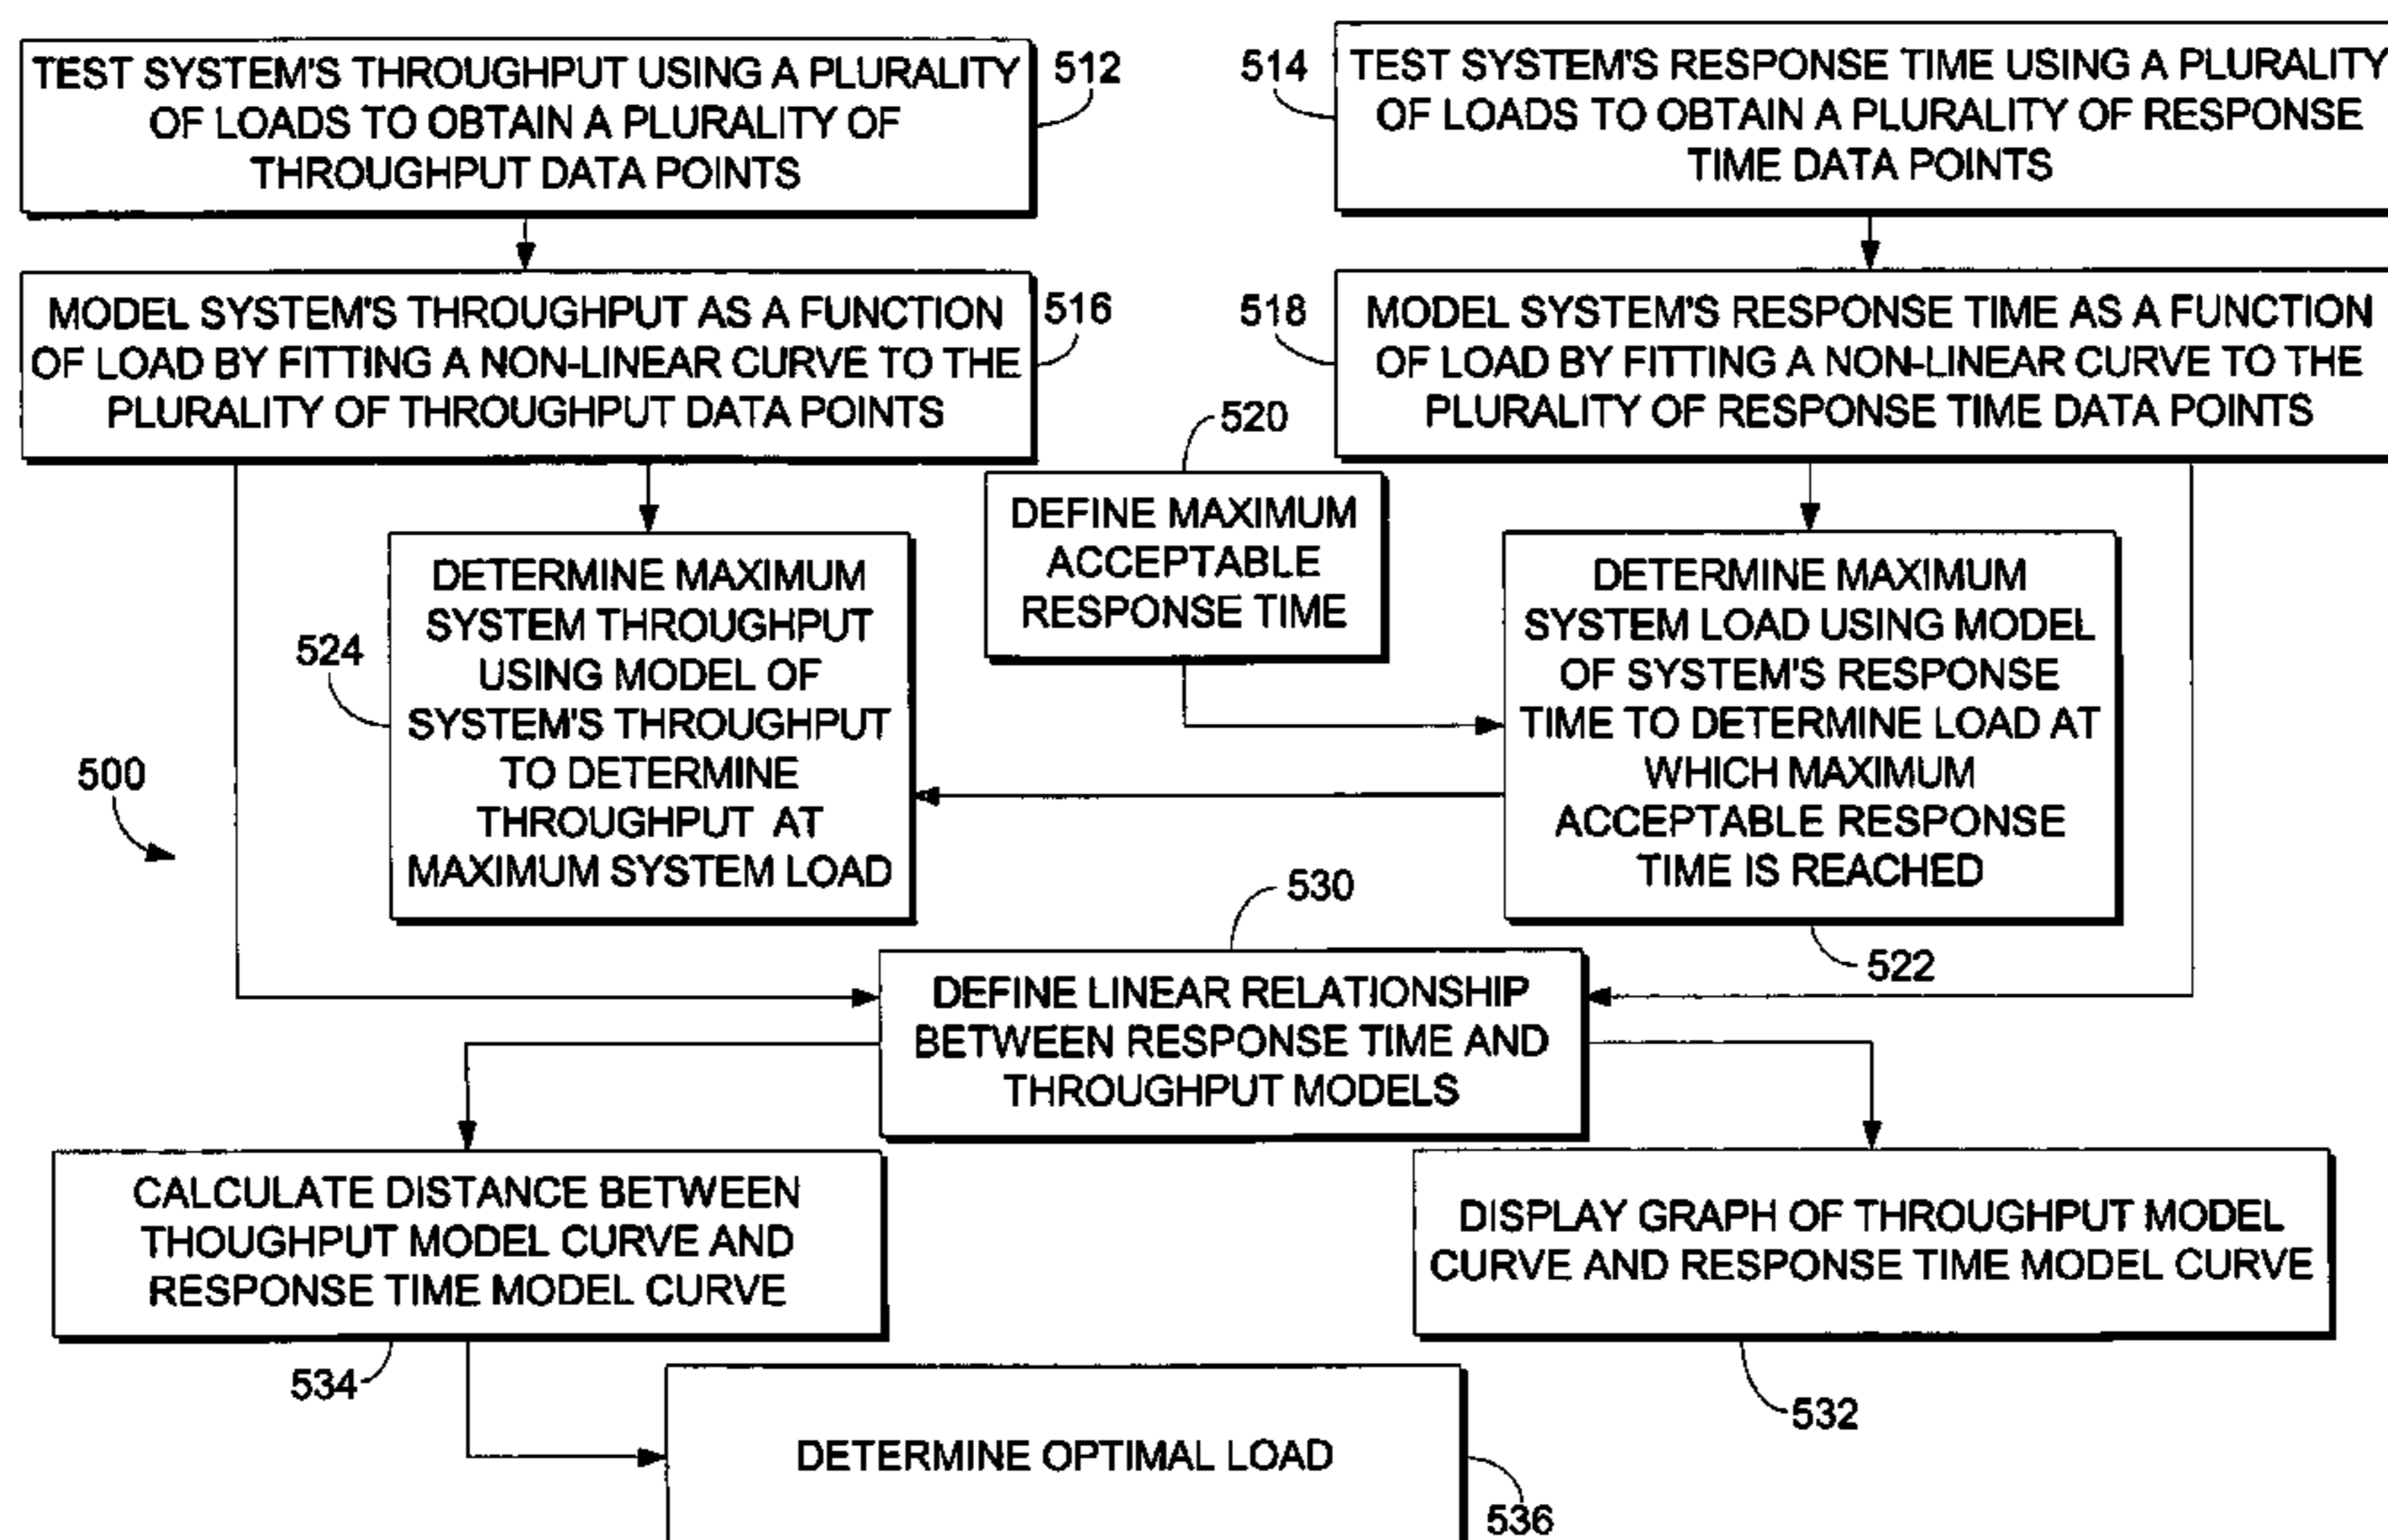 TEST SYSTEM'S THROUGHPUT USING A PLURALITY
OF LOADS TO OBTAIN A PLURALITY OF
THROUGHPUT DATA POINTS
512
514
TEST SYSTEM'S RESPONSE TIME USING A PLURALITY
OF LOADS TO OBTAIN A PLURALITY OF RESPONSE
TIME DATA POINTS
MODEL SYSTEM'S THROUGHPUT AS A FUNCTION
OF LOAD BY FITTING A NON-LINEAR CURVE TO THE
PLURALITY OF THROUGHPUT DATA POINTS
516
518
MODEL SYSTEM'S RESPONSE TIME AS A FUNCTION
OF LOAD BY FITTING A NON-LINEAR CURVE TO THE
PLURALITY OF RESPONSE TIME DATA POINTS
520
DEFINE MAXIMUM
ACCEPTABLE
RESPONSE TIME
524
DETERMINE MAXIMUM
SYSTEM THROUGHPUT
USING MODEL OF
SYSTEM'S THROUGHPUT
TO DETERMINE
THROUGHPUT AT
MAXIMUM SYSTEM LOAD
DETERMINE MAXIMUM
SYSTEM LOAD USING MODEL
OF SYSTEM'S RESPONSE
TIME TO DETERMINE LOAD AT
WHICH MAXIMUM
ACCEPTABLE RESPONSE
TIME IS REACHED
522
500
530
DEFINE LINEAR RELATIONSHIP
BETWEEN RESPONSE TIME AND
THROUGHPUT MODELS
CALCULATE DISTANCE BETWEEN
THOUGHPUT MODEL CURVE AND
RESPONSE TIME MODEL CURVE
534
DISPLAY GRAPH OF THROUGHPUT MODEL
CURVE AND RESPONSE TIME MODEL CURVE
532
DETERMINE OPTIMAL LOAD
536